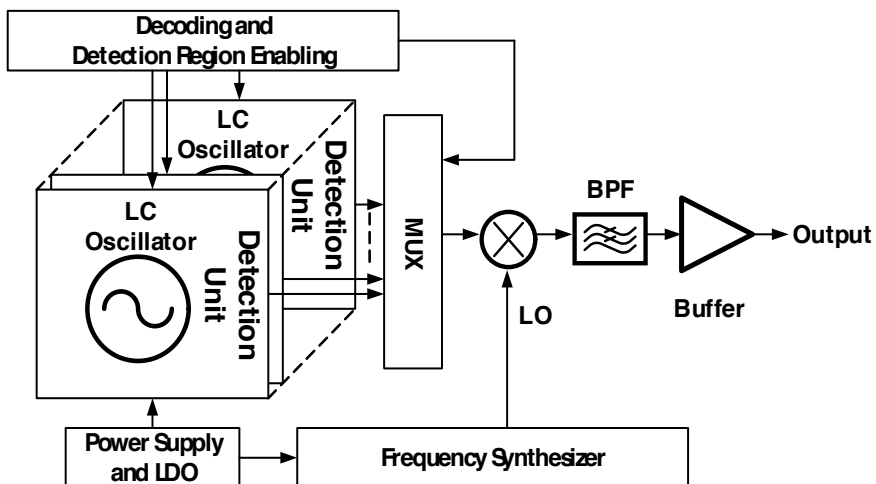 Decoding and
Detection Region Enabling
LC
Oscillator
Detection
Unit
LC
Oscillator
Detection
Unit
MUX
LO
BPF
Buffer
Output
Power Supply
and LDO
Frequency Synthesizer